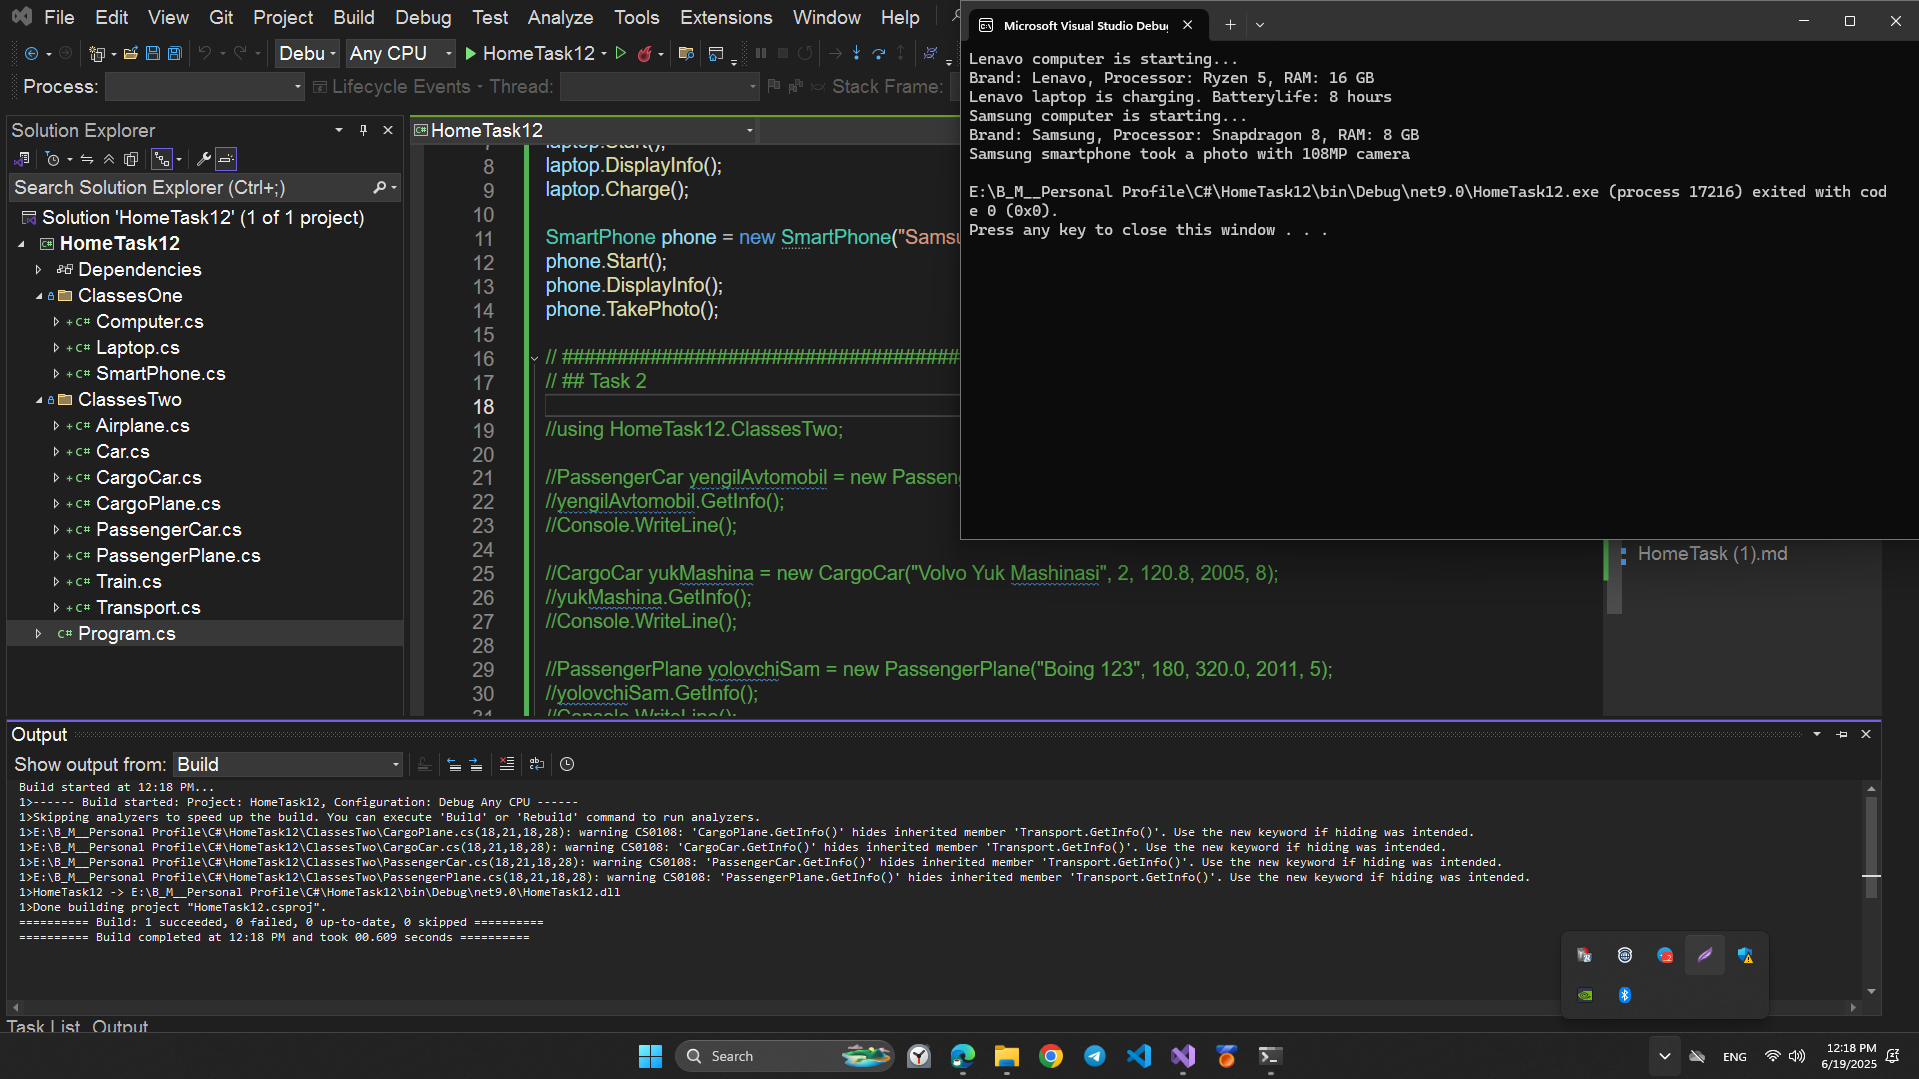 File Edit View Git Project Build Debug Test Analyze Tools Extensions Window Help
Debu Any CPU HomeTask12
Process: Lifecycle Events Thread: Stack Frame:
Solution Explorer
Search Solution Explorer (Ctrl+;)
Solution 'HomeTask12' (1 of 1 project)
C# HomeTask12
Dependencies
ClassesOne
+ C# Computer.cs
+ C# Laptop.cs
+ C# SmartPhone.cs
ClassesTwo
+ C# Airplane.cs
+ C# Car.cs
+ C# CargoCar.cs
+ C# CargoPlane.cs
+ C# PassengerCar.cs
+ C# PassengerPlane.cs
+ C# Train.cs
+ C# Transport.cs
C# Program.cs
C# HomeTask12
7 laptop.Start();
8 laptop.DisplayInfo();
9 laptop.Charge();
10
11 SmartPhone phone = new SmartPhone("Samsu
12 phone.Start();
13 phone.DisplayInfo();
14 phone.TakePhoto();
15
16 // ###################################
17 // ## Task 2
18
19 //using HomeTask12.ClassesTwo;
20
21 //PassengerCar yengilAvtomobil = new Passeng
22 //yengilAvtomobil.GetInfo();
23 //Console.WriteLine();
24
25 //CargoCar yukMashina = new CargoCar("Volvo Yuk Mashinasi", 2, 120.8, 2005, 8);
26 //yukMashina.GetInfo();
27 //Console.WriteLine();
28
29 //PassengerPlane yolovchiSam = new PassengerPlane("Boing 123", 180, 320.0, 2011, 5);
30 //yolovchiSam.GetInfo();
31 //Console.WriteLine();
Microsoft Visual Studio Debug
Lenavo computer is starting...
Brand: Lenavo, Processor: Ryzen 5, RAM: 16 GB
Lenavo laptop is charging. Batterylife: 8 hours
Samsung computer is starting...
Brand: Samsung, Processor: Snapdragon 8, RAM: 8 GB
Samsung smartphone took a photo with 108MP camera
E:\B_M__Personal Profile\C#\HomeTask12\bin\Debug\net9.0\HomeTask12.exe (process 17216) exited with cod
e 0 (0x0).
Press any key to close this window . . .
HomeTask (1).md
Output
Show output from: Build
Build started at 12:18 PM...
1>------ Build started: Project: HomeTask12, Configuration: Debug Any CPU ------
1>Skipping analyzers to speed up the build. You can execute 'Build' or 'Rebuild' command to run analyzers.
1>E:\B_M__Personal Profile\C#\HomeTask12\ClassesTwo\CargoPlane.cs(18,21,18,28): warning CS0108: 'CargoPlane.GetInfo()' hides inherited member 'Transport.GetInfo()'. Use the new keyword if hiding was intended.
1>E:\B_M__Personal Profile\C#\HomeTask12\ClassesTwo\CargoCar.cs(18,21,18,28): warning CS0108: 'CargoCar.GetInfo()' hides inherited member 'Transport.GetInfo()'. Use the new keyword if hiding was intended.
1>E:\B_M__Personal Profile\C#\HomeTask12\ClassesTwo\PassengerCar.cs(18,21,18,28): warning CS0108: 'PassengerCar.GetInfo()' hides inherited member 'Transport.GetInfo()'. Use the new keyword if hiding was intended.
1>E:\B_M__Personal Profile\C#\HomeTask12\ClassesTwo\PassengerPlane.cs(18,21,18,28): warning CS0108: 'PassengerPlane.GetInfo()' hides inherited member 'Transport.GetInfo()'. Use the new keyword if hiding was intended.
1>HomeTask12 -> E:\B_M__Personal Profile\C#\HomeTask12\bin\Debug\net9.0\HomeTask12.dll
1>Done building project "HomeTask12.csproj".
========== Build: 1 succeeded, 0 failed, 0 up-to-date, 0 skipped ==========
========== Build completed at 12:18 PM and took 00.609 seconds ==========
Task List Output
Search
ENG
12:18 PM
6/19/2025